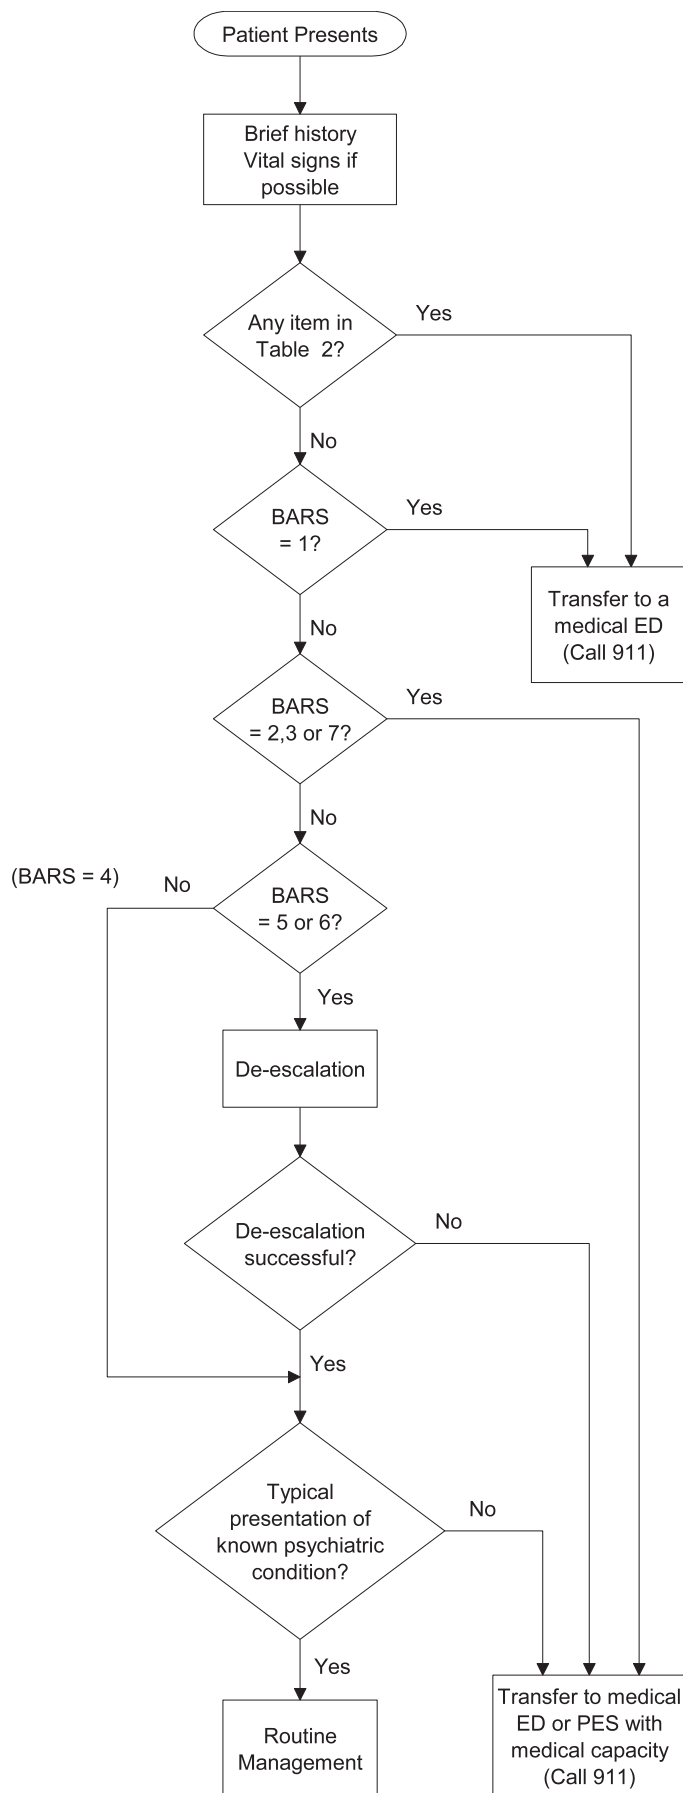 Patient Presents
Brief history
Vital signs if
possible
Any item in
Table 2?
Yes
No
BARS
= 1?
Yes
Transfer to a
medical ED
(Call 911)
No
BARS
= 2,3 or 7?
Yes
No
(BARS = 4)
No
BARS
= 5 or 6?
Yes
De-escalation
De-escalation
successful?
No
Yes
Typical
presentation of
known psychiatric
condition?
No
Yes
Routine
Management
Transfer to medical
ED or PES with
medical capacity
(Call 911)